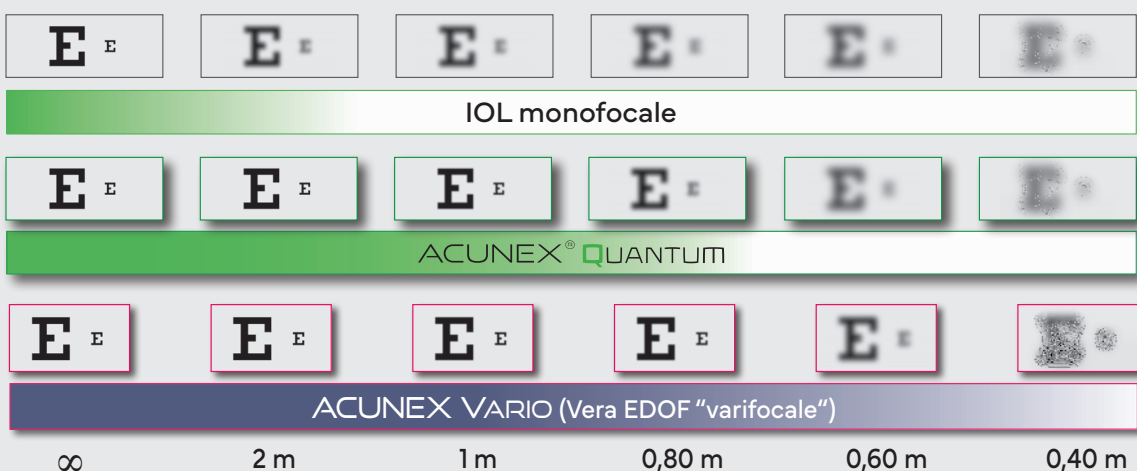 E E E E E E E E E E E E
IOL monofocale
E E E E E E E E E E E E
ACUNEX® QUANTUM
E E E E E E E E E E E
ACUNEX VARIO (Vera EDOF “varifocale“)
∞ 2 m 1 m 0,80 m 0,60 m 0,40 m